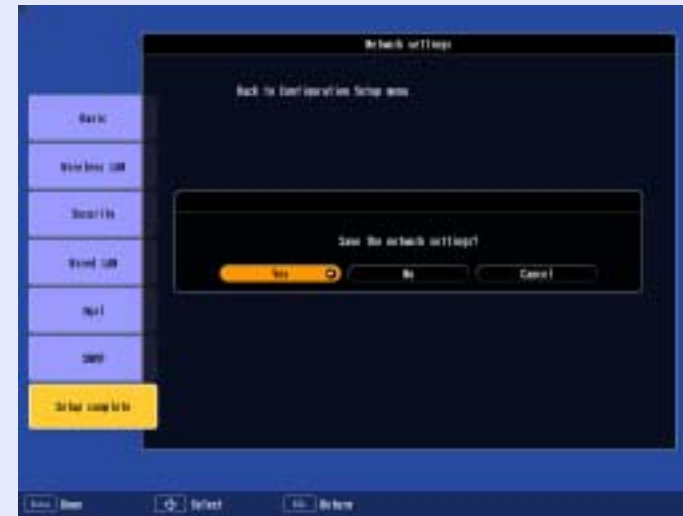 Network settings
Back to Configuration Setup menu
Basic
Wireless LAN
Security
Save the network settings?
Wired LAN
Yes
No
Cancel
Mail
SNMP
Setup complete
Select
Return